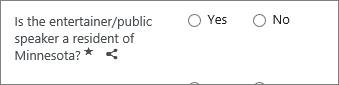 Is the entertainer/public
speaker a resident of
Minnesota? ★
Yes
No